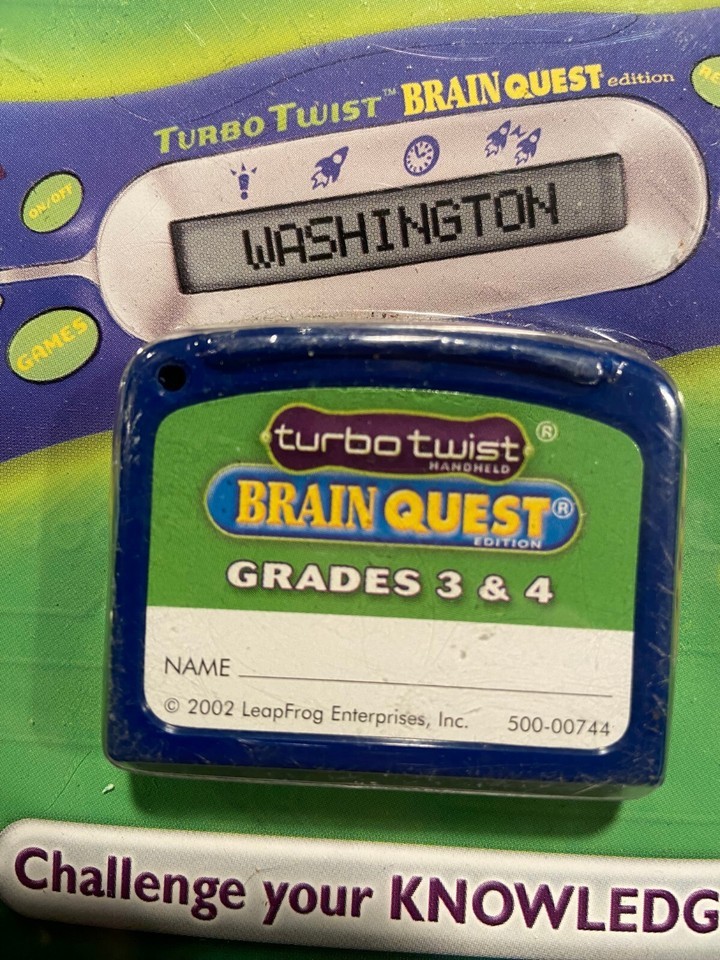 TURBO TWIST™ BRAIN QUEST edition
ON/OFF
WASHINGTON
GAMES
turbo twist®
HANDHELD
BRAIN QUEST®
EDITION
GRADES 3 & 4
NAME
© 2002 LeapFrog Enterprises, Inc. 500-00744
Challenge your KNOWLEDG